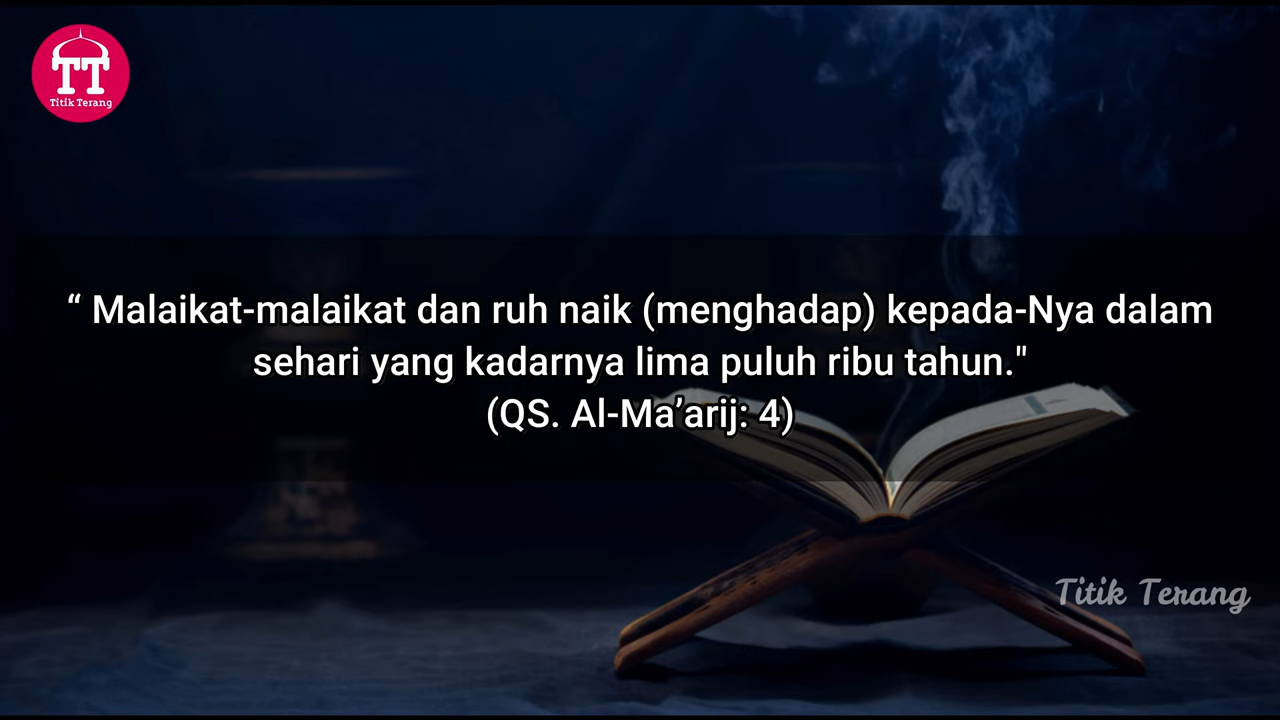 TT
Titik Terang
“ Malaikat-malaikat dan ruh naik (menghadap) kepada-Nya dalam
sehari yang kadarnya lima puluh ribu tahun."
(QS. Al-Ma’arij: 4)
Titik Terang